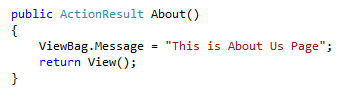 public ActionResult About()
{
    ViewBag.Message = "This is About Us Page";
    return View();
}